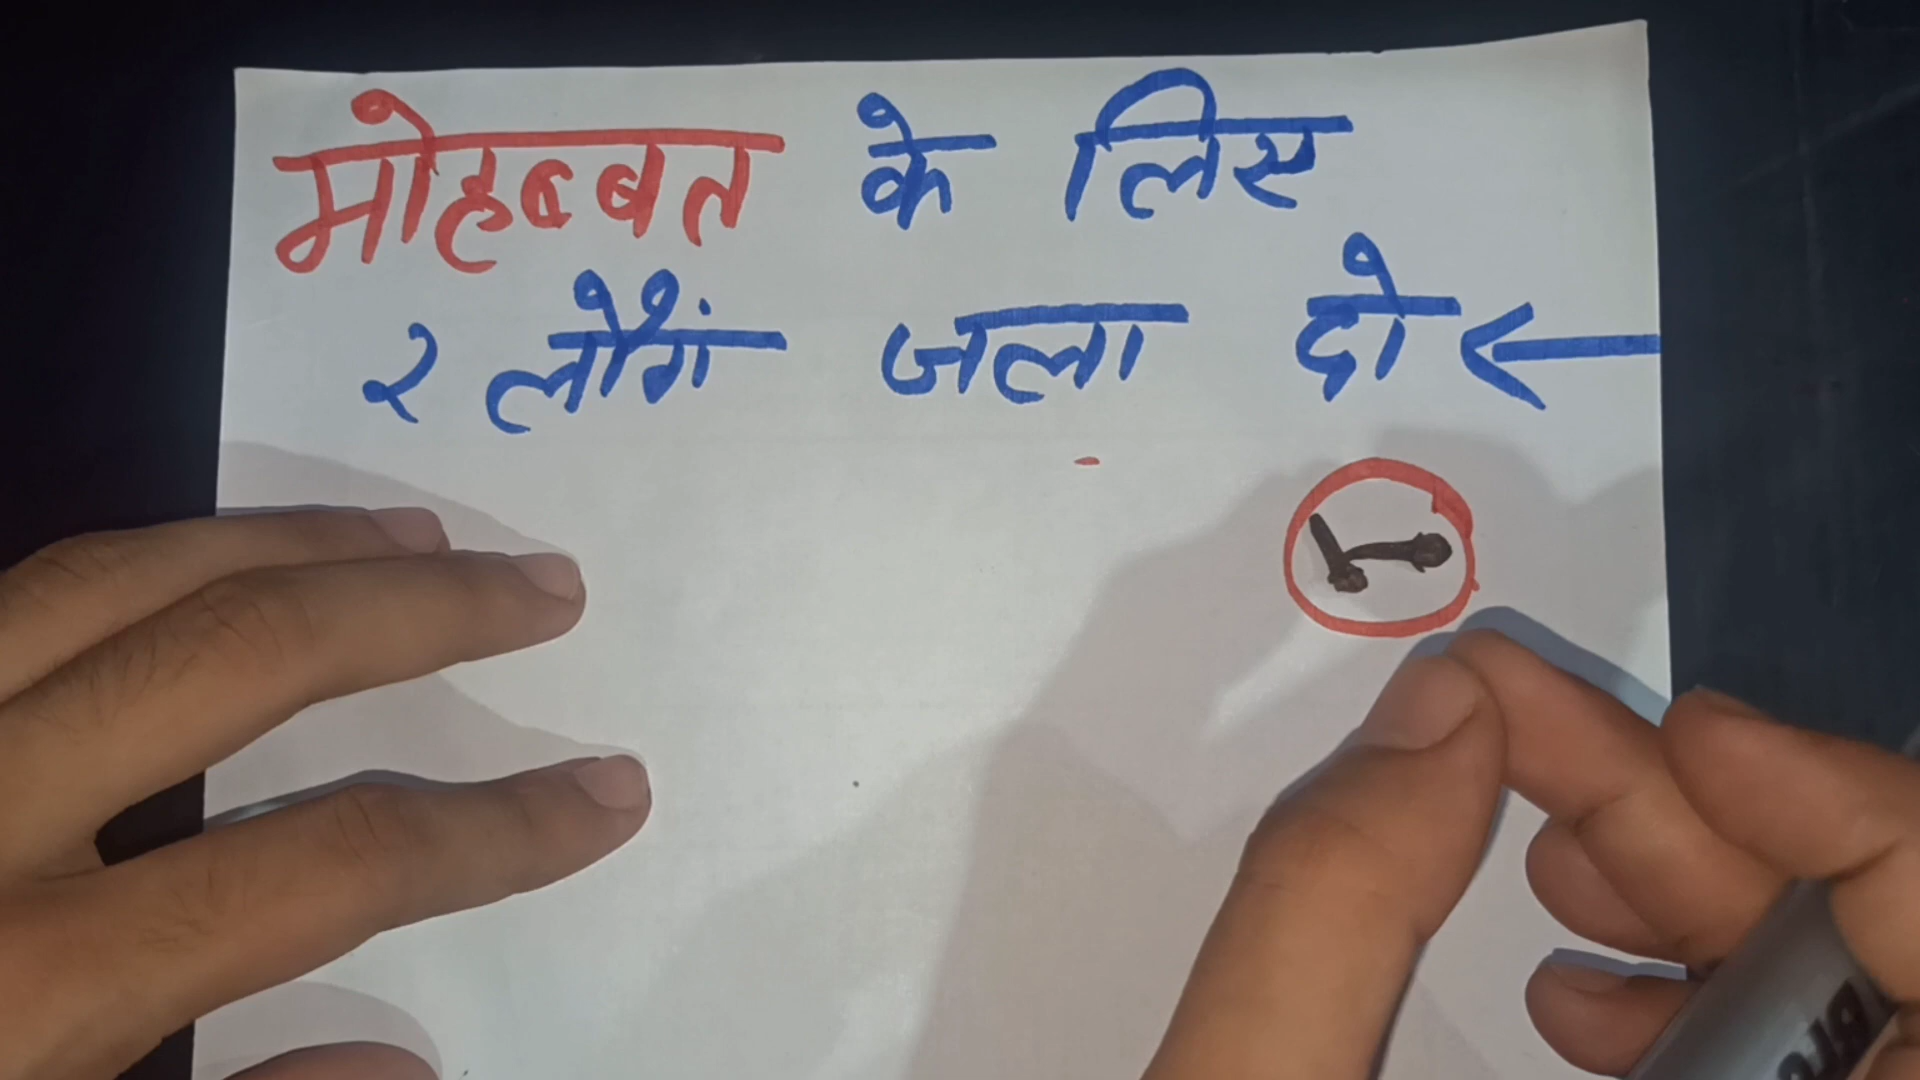 मोहब्बत के लिए
२ लौंग जला दो